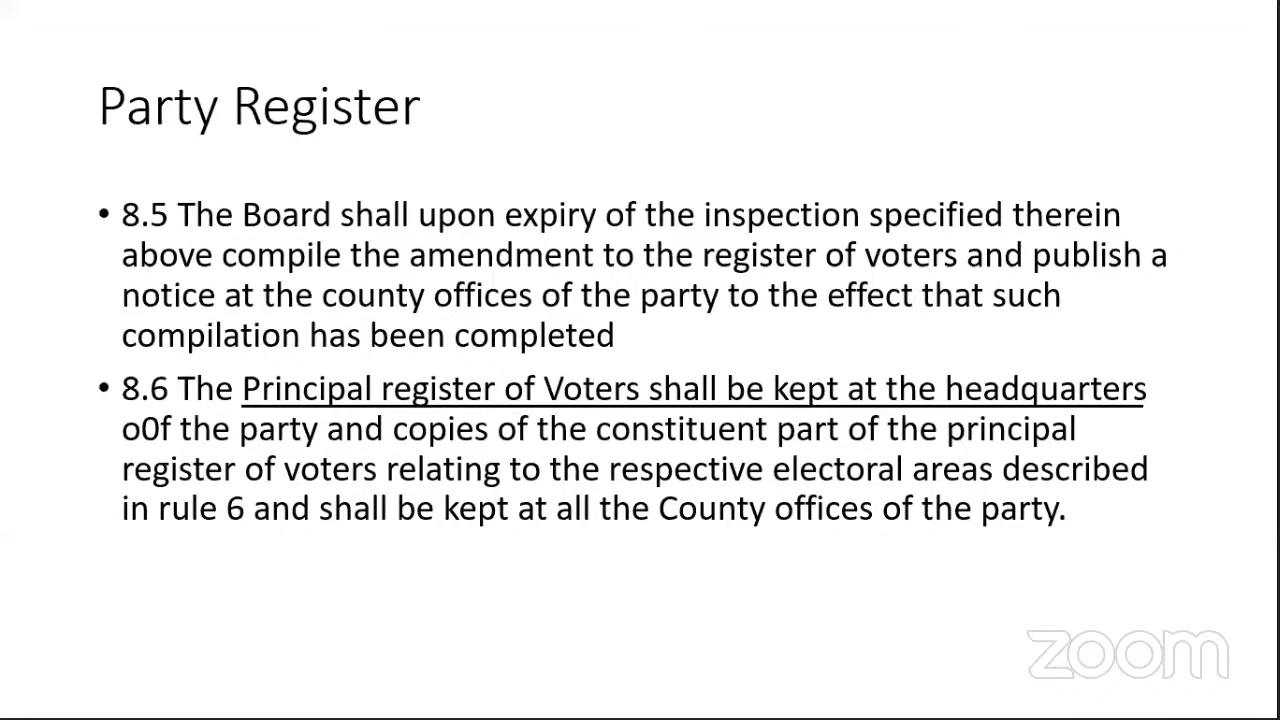 Party Register
• 8.5 The Board shall upon expiry of the inspection specified therein
above compile the amendment to the register of voters and publish a
notice at the county offices of the party to the effect that such
compilation has been completed
• 8.6 The Principal register of Voters shall be kept at the headquarters
o0f the party and copies of the constituent part of the principal
register of voters relating to the respective electoral areas described
in rule 6 and shall be kept at all the County offices of the party.
zoom